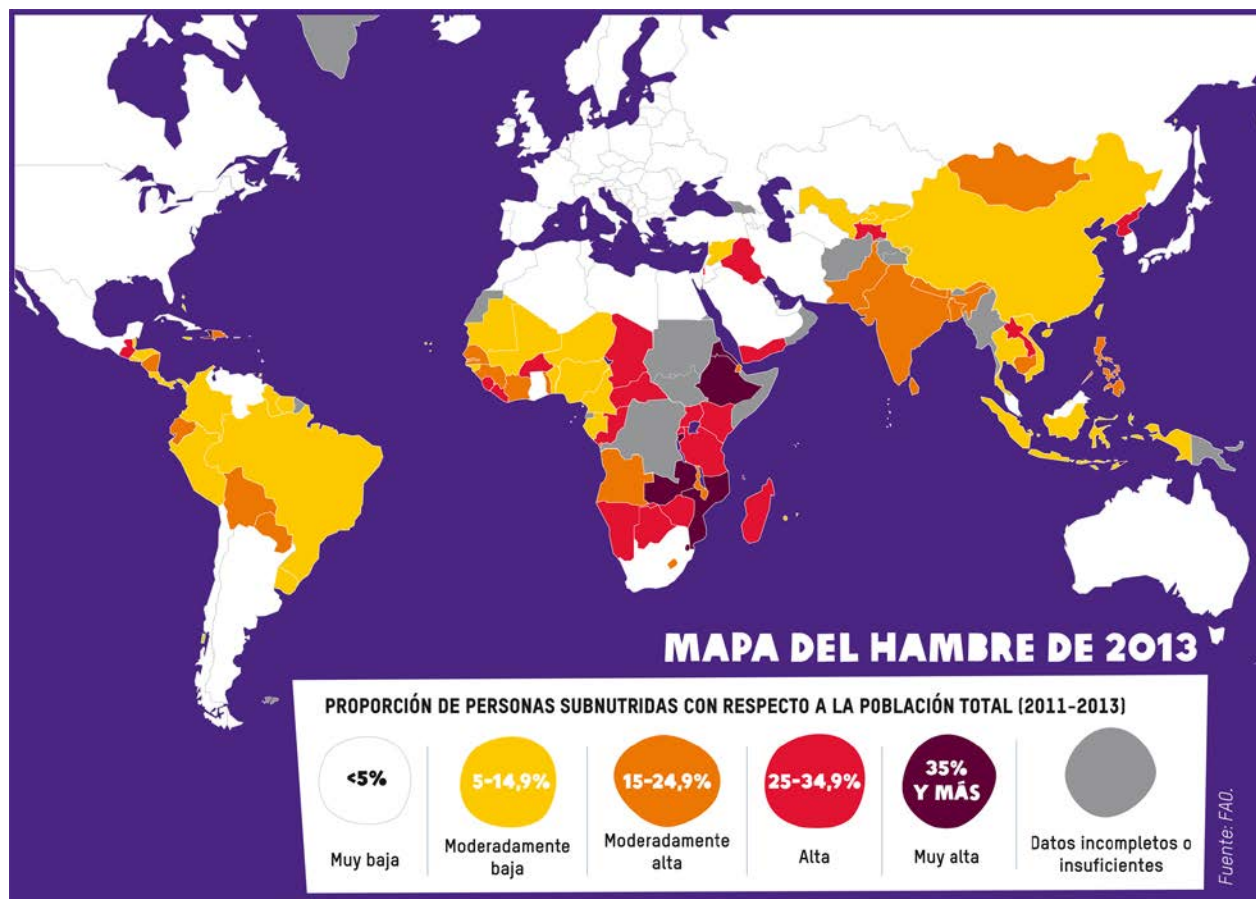 MAPA DEL HAMBRE DE 2013
PROPORCIÓN DE PERSONAS SUBNUTRIDAS CON RESPECTO A LA POBLACIÓN TOTAL (2011-2013)
<5%
Muy baja
5-14,9%
Moderadamente
baja
15-24,9%
Moderadamente
alta
25-34,9%
Alta
35%
Y MÁS
Muy alta
Datos incompletos o
insuficientes
Fuente: FAO.